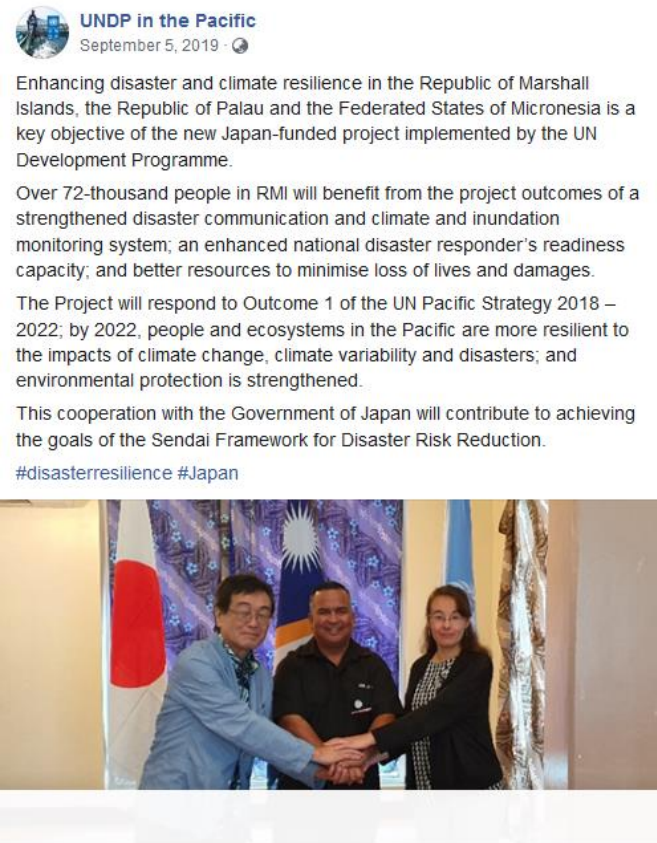 UNDP in the Pacific
September 5, 2019 ·
Enhancing disaster and climate resilience in the Republic of Marshall
Islands, the Republic of Palau and the Federated States of Micronesia is a
key objective of the new Japan-funded project implemented by the UN
Development Programme.
Over 72-thousand people in RMI will benefit from the project outcomes of a
strengthened disaster communication and climate and inundation
monitoring system; an enhanced national disaster responder's readiness
capacity; and better resources to minimise loss of lives and damages.
The Project will respond to Outcome 1 of the UN Pacific Strategy 2018 –
2022; by 2022, people and ecosystems in the Pacific are more resilient to
the impacts of climate change, climate variability and disasters; and
environmental protection is strengthened.
This cooperation with the Government of Japan will contribute to achieving
the goals of the Sendai Framework for Disaster Risk Reduction.
#disasterresilience #Japan